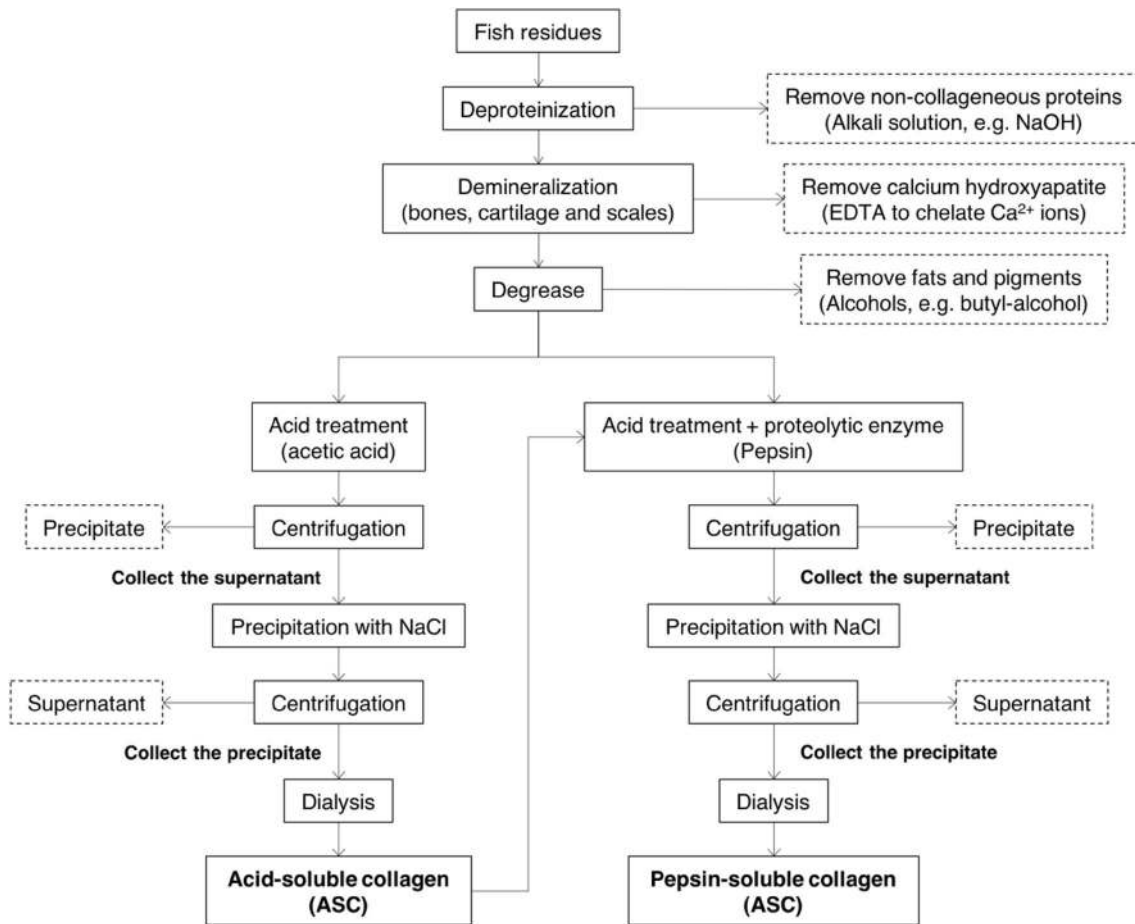 Fish residues
Deproteinization
Remove non-collageneous proteins
(Alkali solution, e.g. NaOH)
Demineralization
(bones, cartilage and scales)
Remove calcium hydroxyapatite
(EDTA to chelate Ca²⁺ ions)
Degrease
Remove fats and pigments
(Alcohols, e.g. butyl-alcohol)
Acid treatment
(acetic acid)
Acid treatment + proteolytic enzyme
(Pepsin)
Precipitate
Centrifugation
Centrifugation
Precipitate
Collect the supernatant
Collect the supernatant
Precipitation with NaCl
Precipitation with NaCl
Supernatant
Centrifugation
Centrifugation
Supernatant
Collect the precipitate
Collect the precipitate
Dialysis
Dialysis
Acid-soluble collagen
(ASC)
Pepsin-soluble collagen
(ASC)